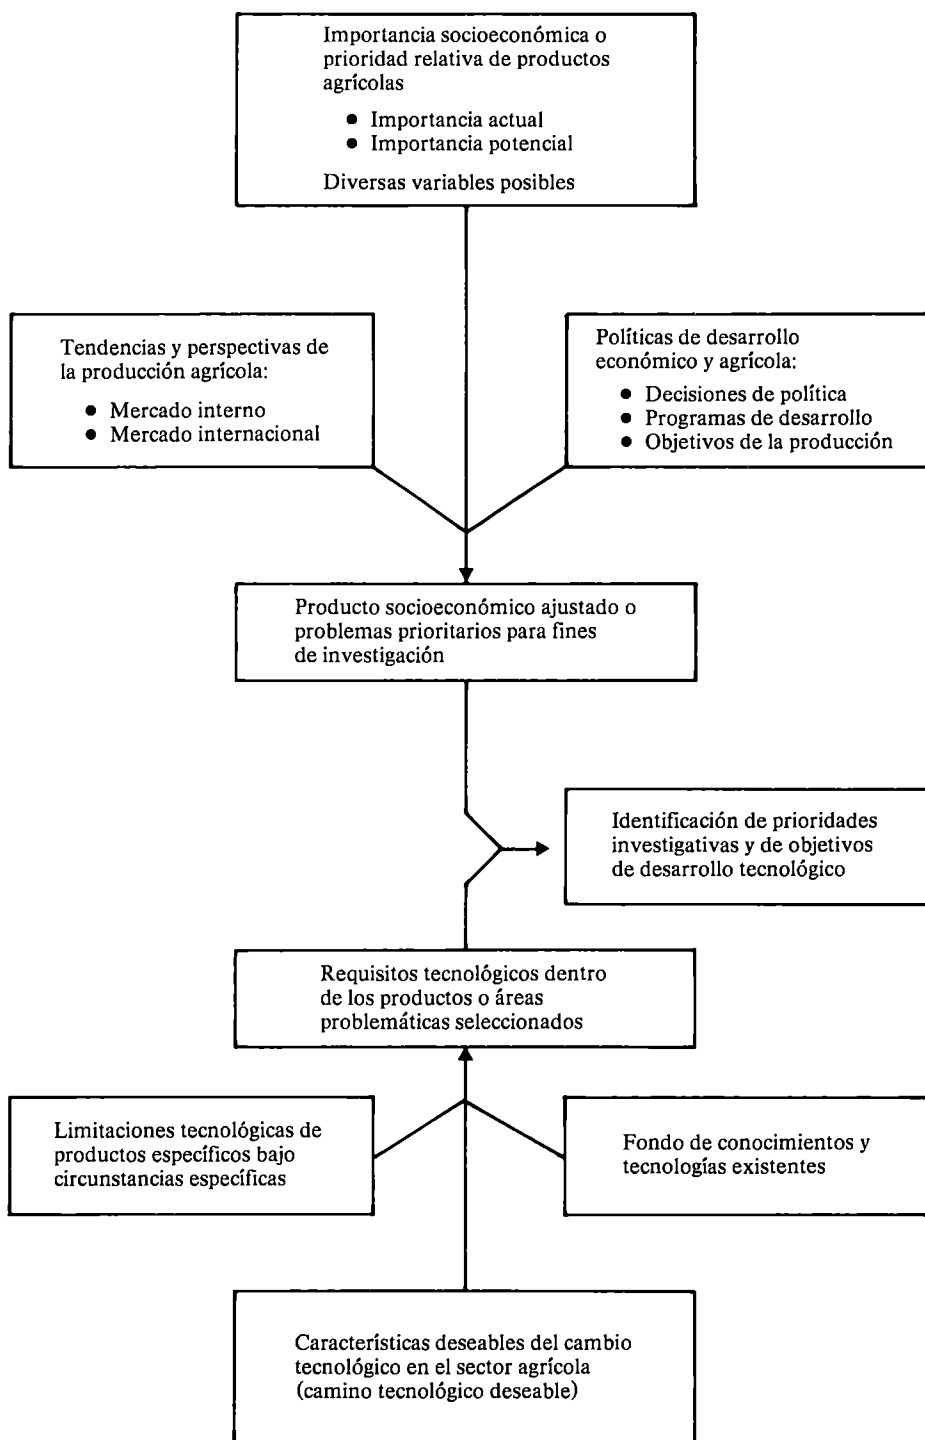 Importancia socioeconómica o
prioridad relativa de productos
agrícolas
● Importancia actual
● Importancia potencial
Diversas variables posibles
Tendencias y perspectivas de
la producción agrícola:
● Mercado interno
● Mercado internacional
Políticas de desarrollo
económico y agrícola:
● Decisiones de política
● Programas de desarrollo
● Objetivos de la producción
Producto socioeconómico ajustado o
problemas prioritarios para fines
de investigación
Identificación de prioridades
investigativas y de objetivos
de desarrollo tecnológico
Requisitos tecnológicos dentro
de los productos o áreas
problemáticas seleccionados
Limitaciones tecnológicas de
productos específicos bajo
circunstancias específicas
Fondo de conocimientos y
tecnologías existentes
Características deseables del cambio
tecnológico en el sector agrícola
(camino tecnológico deseable)